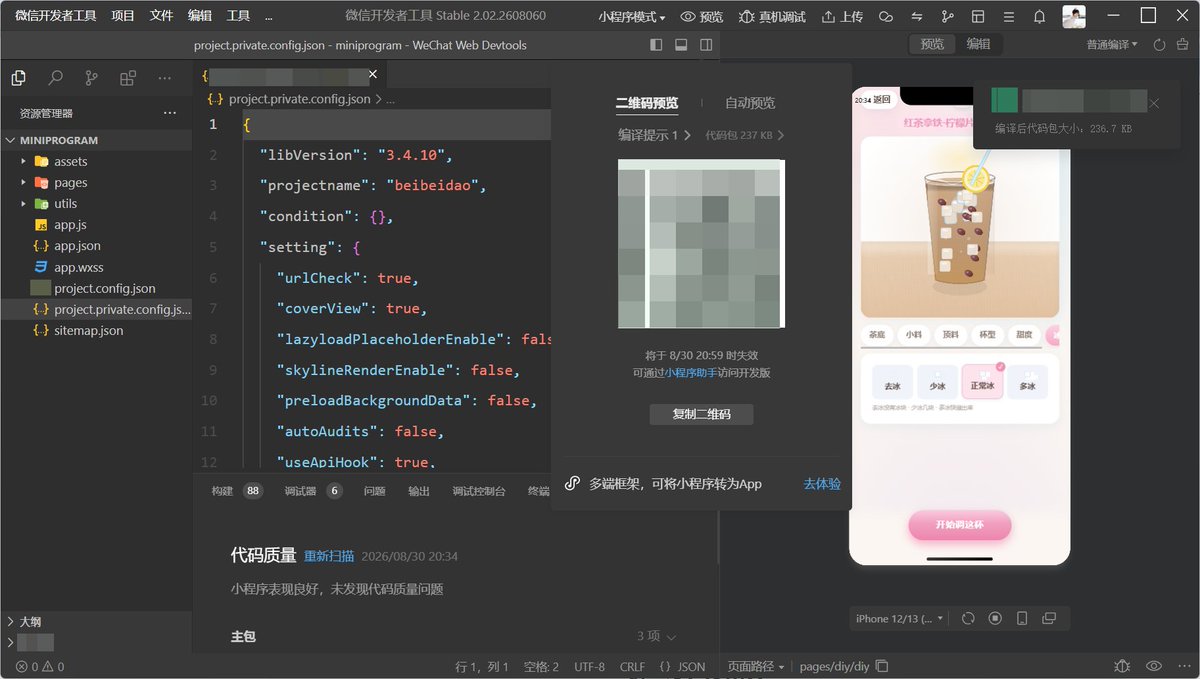 微信开发者工具 项目 文件 编辑 工具 ... 微信开发者工具 Stable 2.02.2608060 小程序模式 预览 真机调试 上传
project.private.config.json - miniprogram - WeChat Web Devtools 预览 编辑 普通编译
资源管理器 ...
MINIPROGRAM
assets
pages
utils
app.js
app.json
app.wxss
project.config.json
project.private.config.js...
sitemap.json
大纲
project.private.config.json > ...
1 {
2 "libVersion": "3.4.10",
3 "projectname": "beibeidao",
4 "condition": {},
5 "setting": {
6 "urlCheck": true,
7 "coverView": true,
8 "lazyloadPlaceholderEnable": fals
9 "skylineRenderEnable": false,
10 "preloadBackgroundData": false,
11 "autoAudits": false,
12 "useApiHook": true,
构建 88 调试器 6 问题 输出 调试控制台 终端
代码质量 重新扫描 2026/08/30 20:34
小程序表现良好，未发现代码质量问题
主包 3 项
二维码预览 自动预览
编译提示 1 代码包 237 KB
将于 8/30 20:59 时失效
可通过小程序助手访问开发版
复制二维码
多端框架，可将小程序转为App 去体验
编译后代码包大小: 236.7 KB
20:34 返回
红茶拿铁·柠檬片
茶底 小料 顶料 杯型 甜度
去冰 少冰 正常冰 多冰
开始调这杯
iPhone 12/13 (...
0 0 行 1，列 1 空格: 2 UTF-8 CRLF {} JSON 页面路径 pages/diy/diy